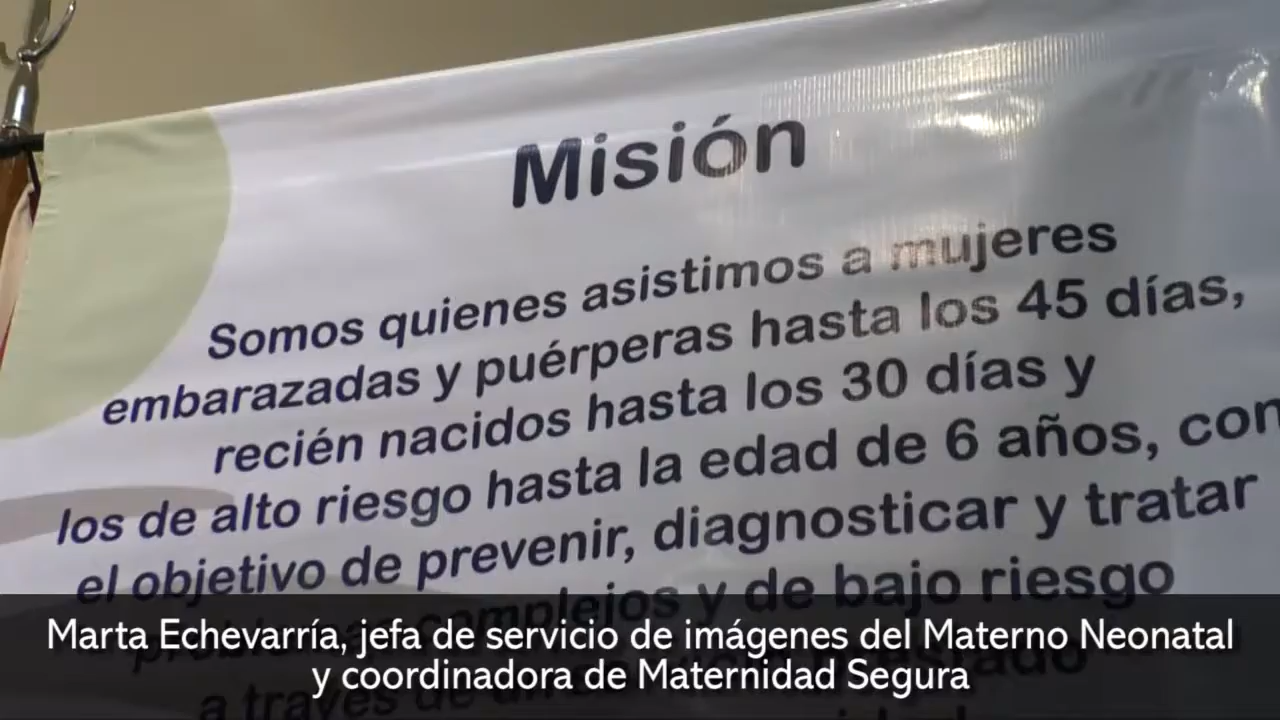 Misión
Somos quienes asistimos a mujeres
embarazadas y puérperas hasta los 45 días,
recién nacidos hasta los 30 días y
los de alto riesgo hasta la edad de 6 años, con
el objetivo de prevenir, diagnosticar y tratar
complejos y de bajo riesgo
a través de
Marta Echevarría, jefa de servicio de imágenes del Materno Neonatal
y coordinadora de Maternidad Segura